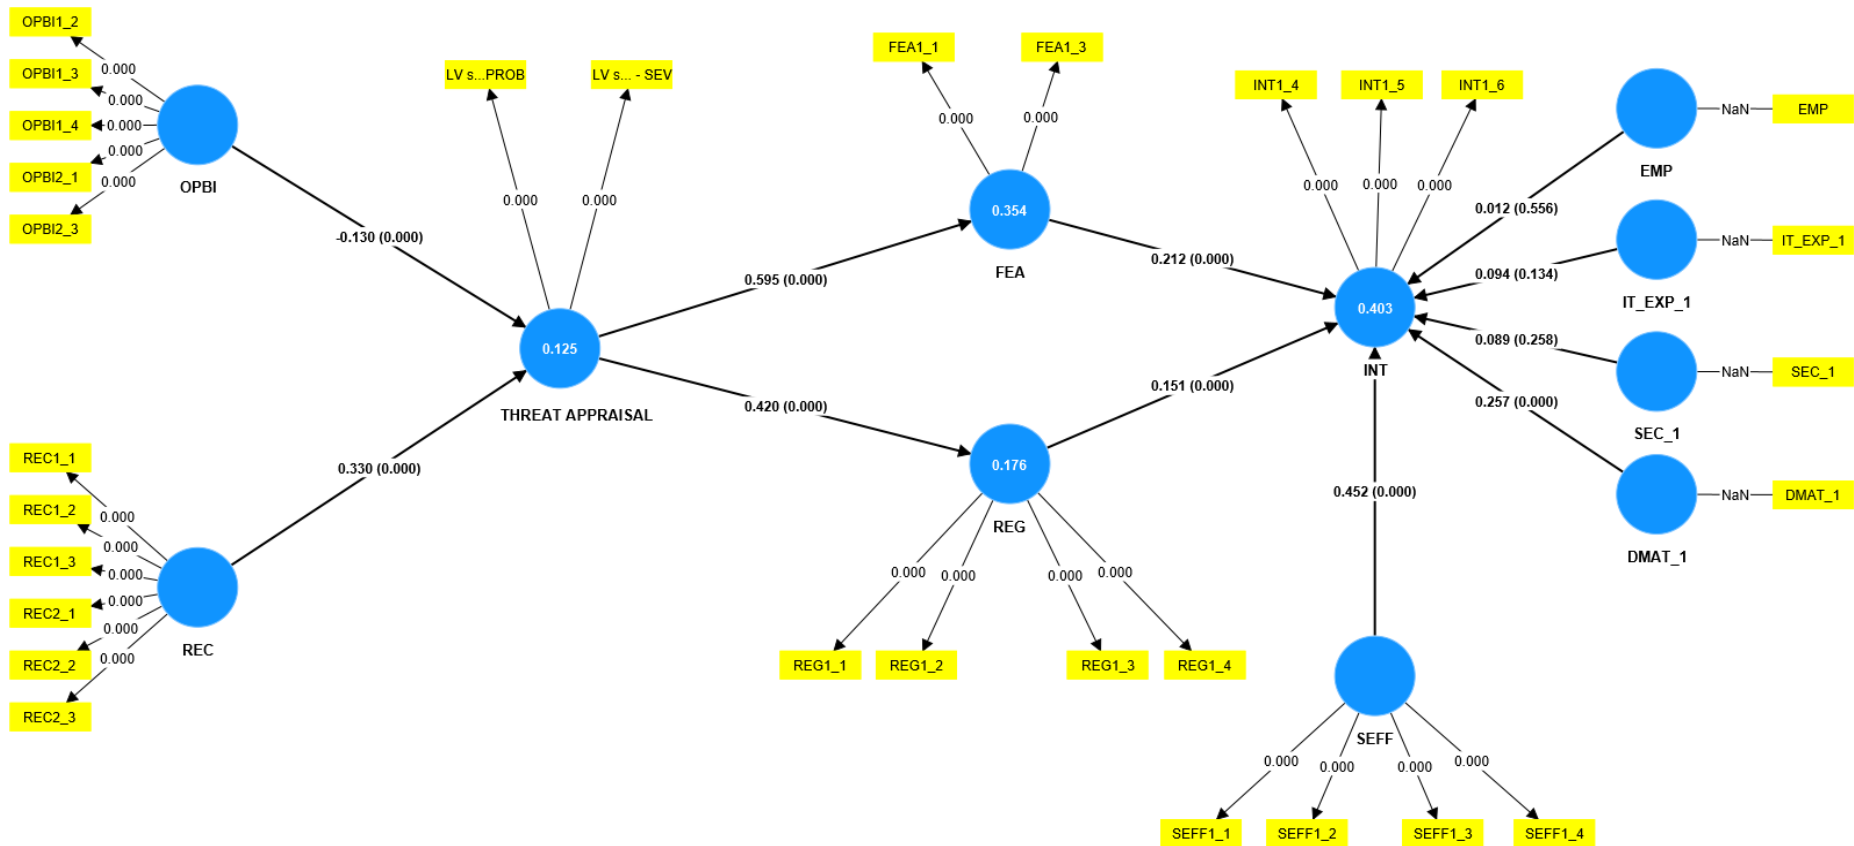 OPBI1_2
OPBI1_3
OPBI1_4
OPBI2_1
OPBI2_3
0.000
0.000
0.000
0.000
0.000
OPBI
-0.130 (0.000)
REC1_1
REC1_2
REC1_3
REC2_1
REC2_2
REC2_3
0.000
0.000
0.000
0.000
0.000
0.000
REC
0.330 (0.000)
LV s...PROB
LV s... - SEV
0.000
0.000
0.125
THREAT APPRAISAL
0.595 (0.000)
0.420 (0.000)
FEA1_1
FEA1_3
0.000
0.000
0.354
FEA
0.212 (0.000)
0.176
REG
0.151 (0.000)
0.000
0.000
0.000
0.000
REG1_1
REG1_2
REG1_3
REG1_4
INT1_4
INT1_5
INT1_6
0.000
0.000
0.000
0.403
INT
0.452 (0.000)
SEFF
0.000
0.000
0.000
0.000
SEFF1_1
SEFF1_2
SEFF1_3
SEFF1_4
EMP
NaN
EMP
0.012 (0.556)
IT_EXP_1
NaN
IT_EXP_1
0.094 (0.134)
SEC_1
NaN
SEC_1
0.089 (0.258)
DMAT_1
NaN
DMAT_1
0.257 (0.000)